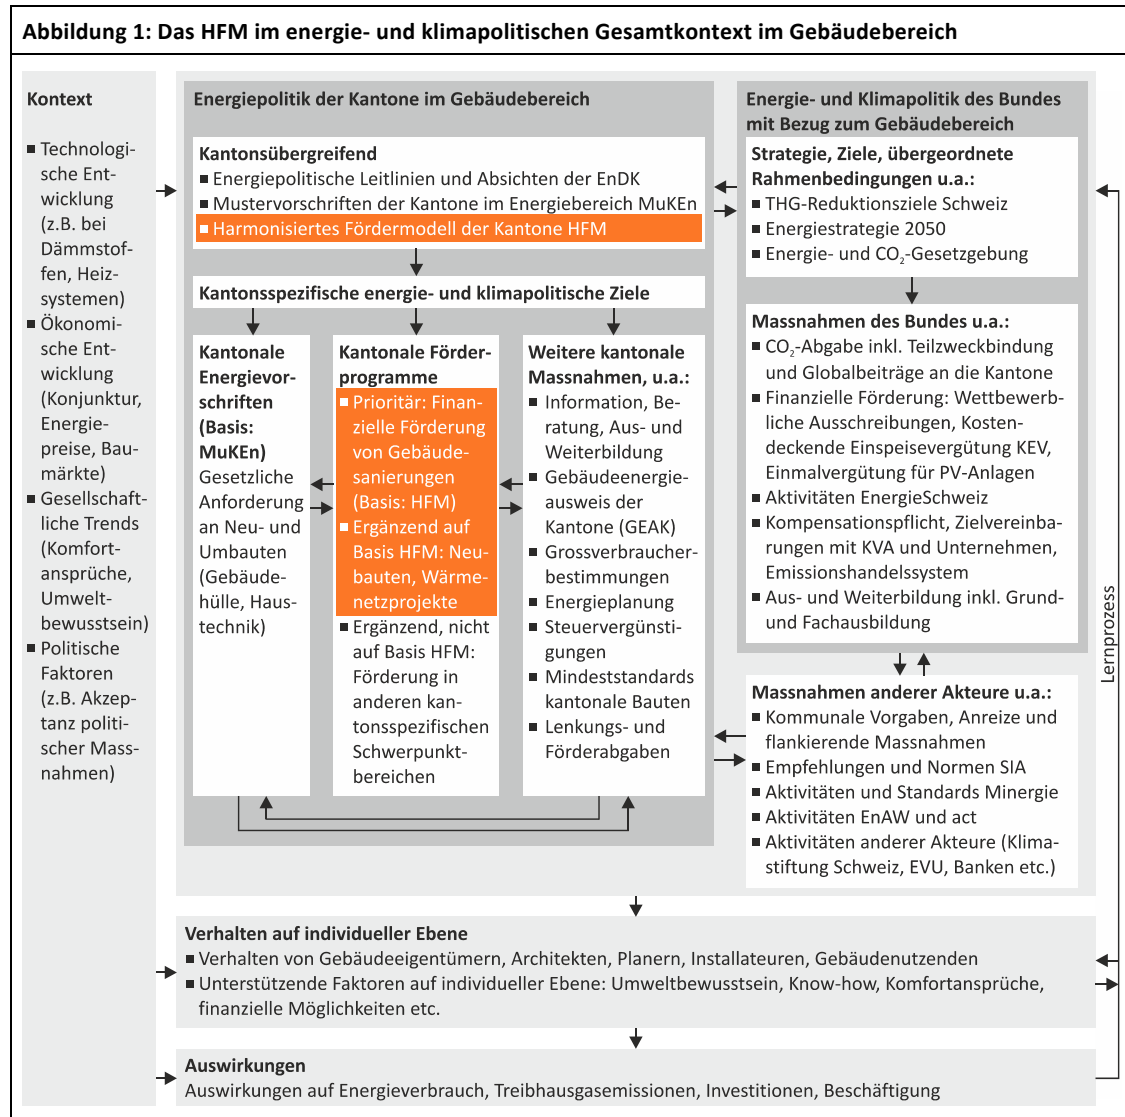 Abbildung 1: Das HFM im energie- und klimapolitischen Gesamtkontext im Gebäudebereich
Kontext
■ Technologi-
sche Ent-
wicklung
(z.B. bei
Dämmstof-
fen, Heiz-
systemen)
■ Ökonomi-
sche Ent-
wicklung
(Konjunktur,
Energie-
preise, Bau-
märkte)
■ Gesellschaft-
liche Trends
(Komfort-
ansprüche,
Umwelt-
bewusstsein)
■ Politische
Faktoren
(z.B. Akzep-
tanz politi-
scher Mass-
nahmen)
Energiepolitik der Kantone im Gebäudebereich
Kantonsübergreifend
■ Energiepolitische Leitlinien und Absichten der EnDK
■ Mustervorschriften der Kantone im Energiebereich MuKEn
■ Harmonisiertes Fördermodell der Kantone HFM
Kantonsspezifische energie- und klimapolitische Ziele
Kantonale
Energievor-
schriften
(Basis:
MuKEn)
Gesetzliche
Anforderung
an Neu- und
Umbauten
(Gebäude-
hülle, Haus-
technik)
Kantonale Förder-
programme
■ Prioritär: Finan-
zielle Förderung
von Gebäude-
sanierungen
(Basis: HFM)
■ Ergänzend auf
Basis HFM: Neu-
bauten, Wärme-
netzprojekte
■ Ergänzend, nicht
auf Basis HFM:
Förderung in
anderen kan-
tonsspezifischen
Schwerpunkt-
bereichen
Weitere kantonale
Massnahmen, u.a.:
■ Information, Be-
ratung, Aus- und
Weiterbildung
■ Gebäudeenergie-
ausweis der
Kantone (GEAK)
■ Grossverbraucher-
bestimmungen
■ Energieplanung
■ Steuervergünsti-
gungen
■ Mindeststandards
kantonale Bauten
■ Lenkungs- und
Förderabgaben
Energie- und Klimapolitik des Bundes
mit Bezug zum Gebäudebereich
Strategie, Ziele, übergeordnete
Rahmenbedingungen u.a.:
■ THG-Reduktionsziele Schweiz
■ Energiestrategie 2050
■ Energie- und CO₂-Gesetzgebung
Massnahmen des Bundes u.a.:
■ CO₂-Abgabe inkl. Teilzweckbindung
und Globalbeiträge an die Kantone
■ Finanzielle Förderung: Wettbewerb-
liche Ausschreibungen, Kosten-
deckende Einspeisevergütung KEV,
Einmalvergütung für PV-Anlagen
■ Aktivitäten EnergieSchweiz
■ Kompensationspflicht, Zielvereinba-
rungen mit KVA und Unternehmen,
Emissionshandelssystem
■ Aus- und Weiterbildung inkl. Grund-
und Fachausbildung
Massnahmen anderer Akteure u.a.:
■ Kommunale Vorgaben, Anreize und
flankierende Massnahmen
■ Empfehlungen und Normen SIA
■ Aktivitäten und Standards Minergie
■ Aktivitäten EnAW und act
■ Aktivitäten anderer Akteure (Klima-
stiftung Schweiz, EVU, Banken etc.)
Lernprozess
Verhalten auf individueller Ebene
■ Verhalten von Gebäudeeigentümern, Architekten, Planern, Installateuren, Gebäudenutzenden
■ Unterstützende Faktoren auf individueller Ebene: Umweltbewusstsein, Know-how, Komfortansprüche,
finanzielle Möglichkeiten etc.
Auswirkungen
Auswirkungen auf Energieverbrauch, Treibhausgasemissionen, Investitionen, Beschäftigung